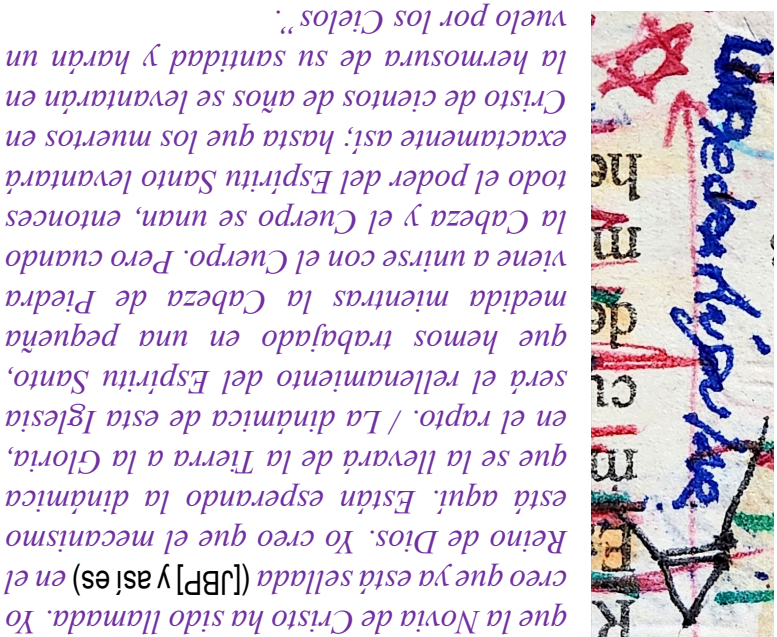 que la Novia de Cristo ha sido llamada. Yo
creo que ya está sellada ([JBP] y así es) en el
Reino de Dios. Yo creo que el mecanismo
está aquí. Están esperando la dinámica
que se la llevará de la Tierra a la Gloria,
en el rapto. / La dinámica de esta Iglesia
será el rellenamiento del Espíritu Santo,
que hemos trabajado en una pequeña
medida mientras la Cabeza de Piedra
viene a unirse con el Cuerpo. Pero cuando
la Cabeza y el Cuerpo se unan, entonces
todo el poder del Espíritu Santo levantará
exactamente así; hasta que los muertos en
Cristo de cientos de años se levantarán en
la hermosura de su santidad y harán un
vuelo por los Cielos”.
R
E
m
cu
de
m
he